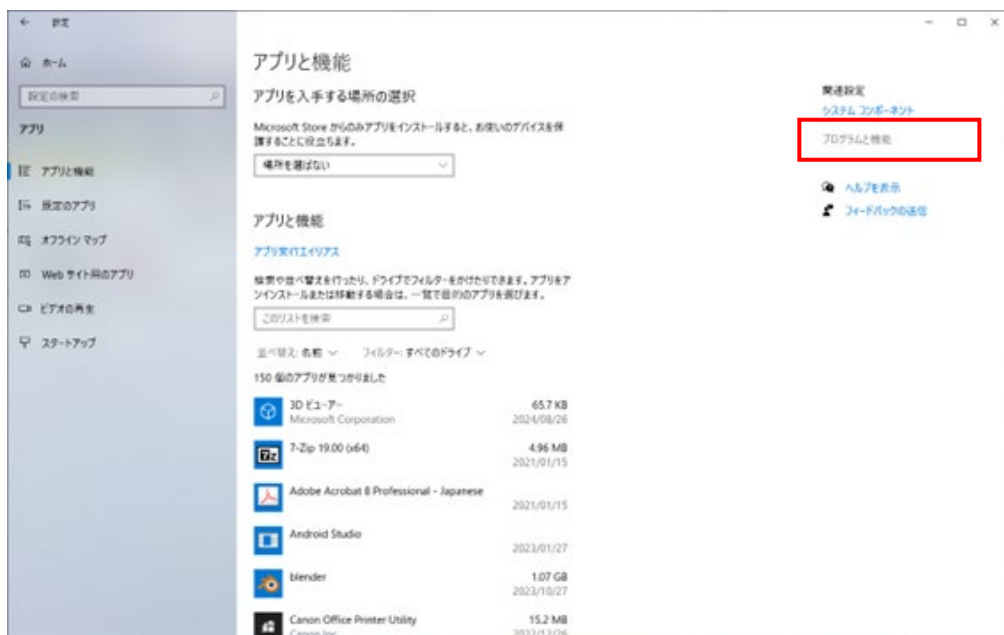 設定
ホーム
設定の検索
アプリ
アプリと機能
既定のアプリ
オフライン マップ
Web サイト用のアプリ
ビデオの再生
スタートアップ
アプリと機能
アプリを入手する場所の選択
Microsoft Store からのみアプリをインストールすると、お使いのデバイスを保
護することに役立ちます。
場所を選ばない
アプリと機能
アプリ実行エイリアス
検索や並べ替えを行ったり、ドライブでフィルターをかけたりできます。アプリをア
ンインストールまたは移動する場合は、一覧で目的のアプリを選びます。
このリストを検索
並べ替え: 名前 フィルター: すべてのドライブ
150 個のアプリが見つかりました
3D ビューアー 65.7 KB
Microsoft Corporation 2024/08/26
7-Zip 19.00 (x64) 4.96 MB
2021/01/15
Adobe Acrobat 8 Professional - Japanese
2021/01/15
Android Studio
2023/01/27
blender 1.07 GB
2023/10/27
Canon Office Printer Utility 15.2 MB
Canon Inc.
関連設定
システム コンポーネント
プログラムと機能
ヘルプを表示
フィードバックの送信